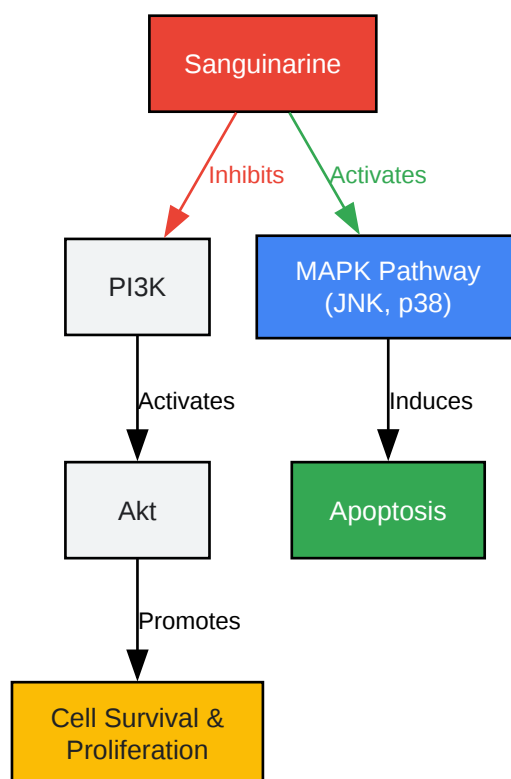 Sanguinarine
Inhibits
Activates
PI3K
MAPK Pathway
(JNK, p38)
Activates
Induces
Akt
Apoptosis
Promotes
Cell Survival &
Proliferation